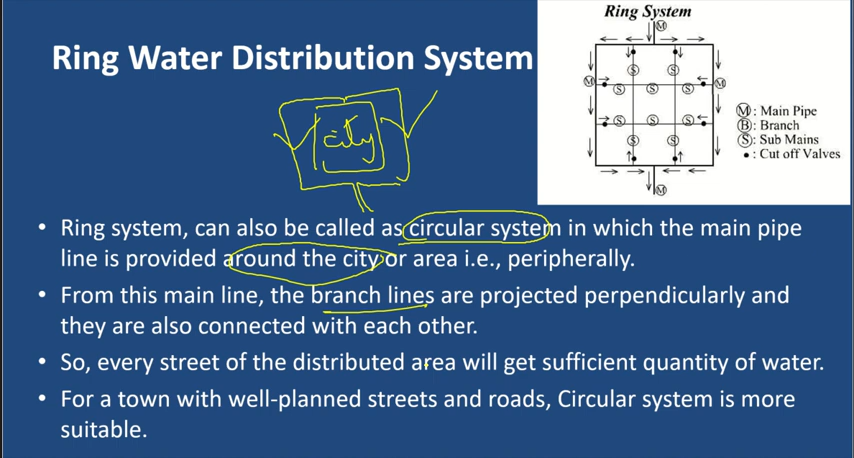 Ring System
Ring Water Distribution System
city
M
M
M
M
S
S
S
S
S
S
S
S
S
S
M : Main Pipe
B : Branch
S : Sub Mains
• : Cut off Valves
• Ring system, can also be called as circular system in which the main pipe
line is provided around the city or area i.e., peripherally.
• From this main line, the branch lines are projected perpendicularly and
they are also connected with each other.
• So, every street of the distributed area will get sufficient quantity of water.
• For a town with well-planned streets and roads, Circular system is more
suitable.